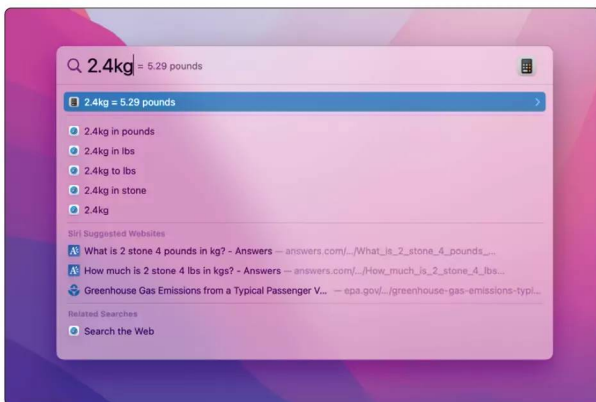 2.4kg = 5.29 pounds
2.4kg = 5.29 pounds
2.4kg in pounds
2.4kg in lbs
2.4kg to lbs
2.4kg in stone
2.4kg
Siri Suggested Websites
What is 2 stone 4 pounds in kg? - Answers — answers.com/.../What_is_2_stone_4_pounds_...
How much is 2 stone 4 lbs in kgs? - Answers — answers.com/.../How_much_is_2_stone_4_lbs...
Greenhouse Gas Emissions from a Typical Passenger V... — epa.gov/.../greenhouse-gas-emissions-typi...
Related Searches
Search the Web